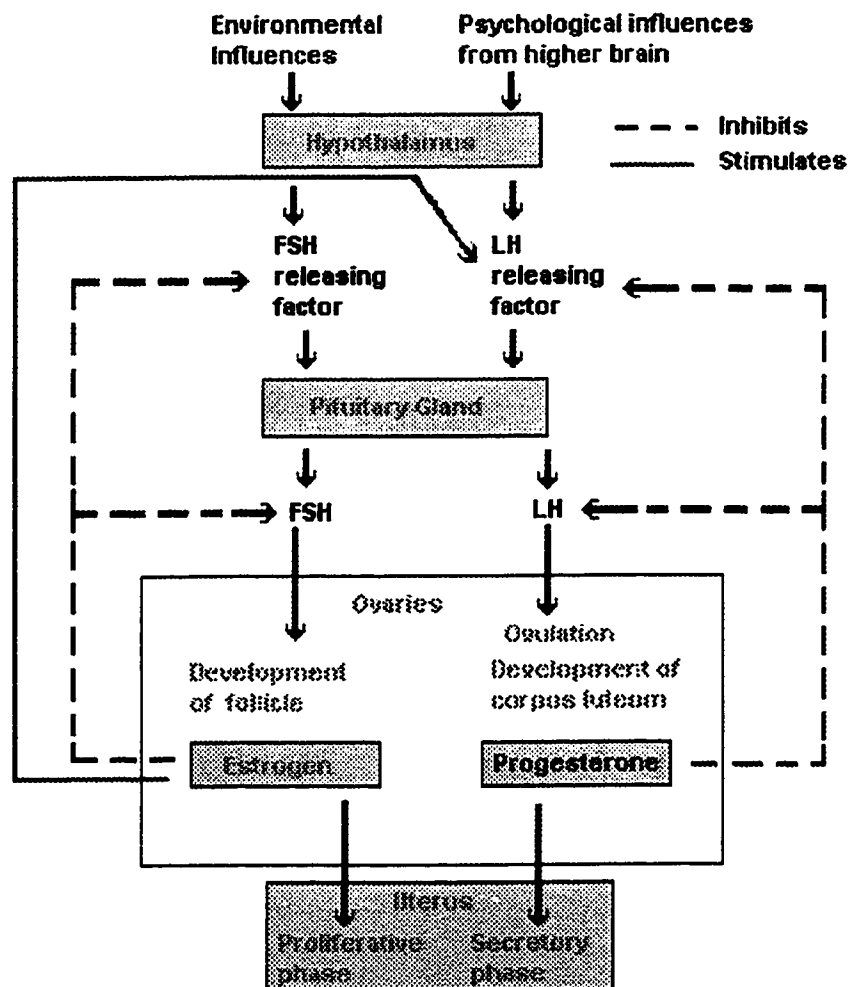 Environmental
Influences
Psychological influences
from higher brain
Hypothalamus
Inhibits
Stimulates
FSH
releasing
factor
LH
releasing
factor
Pituitary Gland
FSH
LH
Ovaries
Development
of follicle
Ovulation
Development of
corpus luteum
Estrogen
Progesterone
Uterus
Proliferative
phase
Secretory
phase